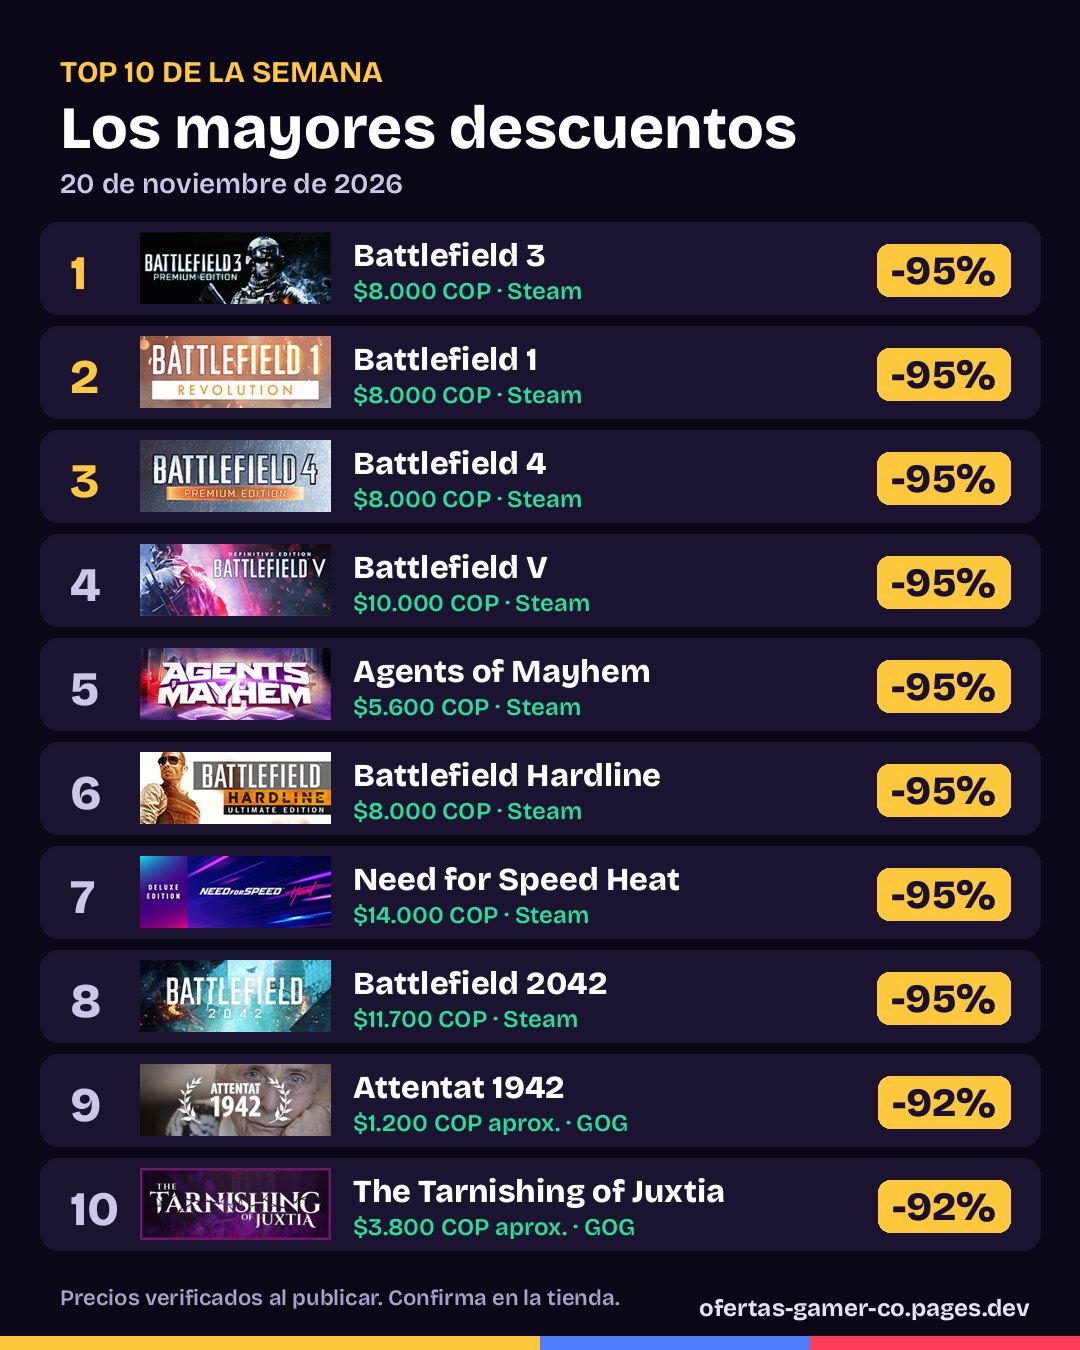 TOP 10 DE LA SEMANA
Los mayores descuentos
20 de noviembre de 2026
1
BATTLEFIELD 3
PREMIUM EDITION
Battlefield 3
$8.000 COP · Steam
-95%
2
BATTLEFIELD 1
REVOLUTION
Battlefield 1
$8.000 COP · Steam
-95%
3
BATTLEFIELD 4
PREMIUM EDITION
Battlefield 4
$8.000 COP · Steam
-95%
4
DEFINITIVE EDITION
BATTLEFIELD V
Battlefield V
$10.000 COP · Steam
-95%
5
AGENTS
OF MAYHEM
Agents of Mayhem
$5.600 COP · Steam
-95%
6
BATTLEFIELD
HARDLINE
ULTIMATE EDITION
Battlefield Hardline
$8.000 COP · Steam
-95%
7
DELUXE
EDITION
NEED FOR SPEED Heat
Need for Speed Heat
$14.000 COP · Steam
-95%
8
BATTLEFIELD
2042
Battlefield 2042
$11.700 COP · Steam
-95%
9
ATTENTAT
1942
Attentat 1942
$1.200 COP aprox. · GOG
-92%
10
THE
TARNISHING
OF JUXTIA
The Tarnishing of Juxtia
$3.800 COP aprox. · GOG
-92%
Precios verificados al publicar. Confirma en la tienda.
ofertas-gamer-co.pages.dev